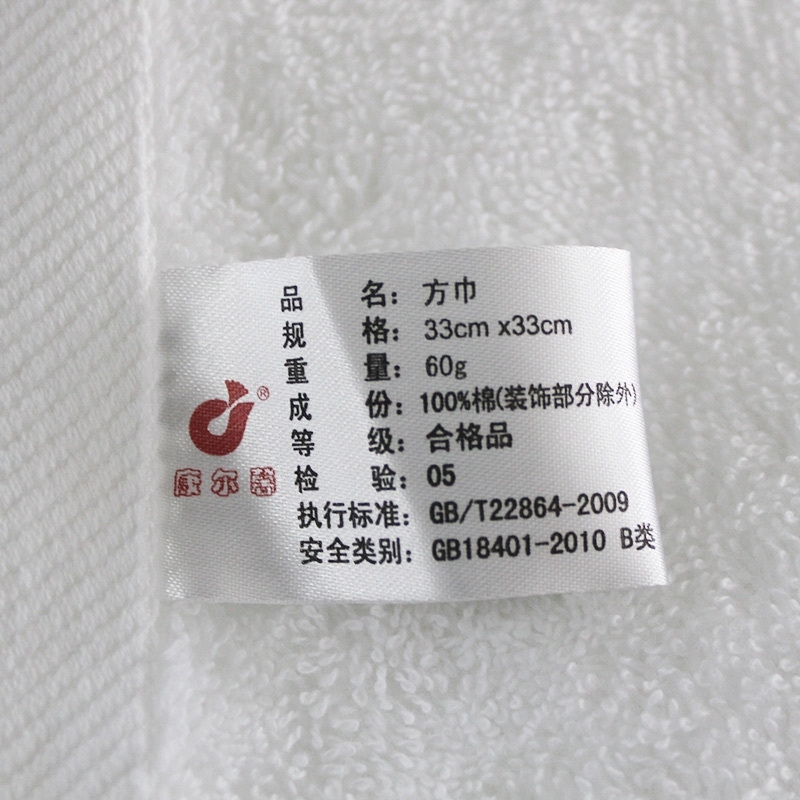 品 名：方巾
规 格：33cm x33cm
重 量：60g
成 份：100%棉(装饰部分除外)
等 级：合格品
检 验：05
执行标准：GB/T22864-2009
安全类别：GB18401-2010 B类
®
康尔馨